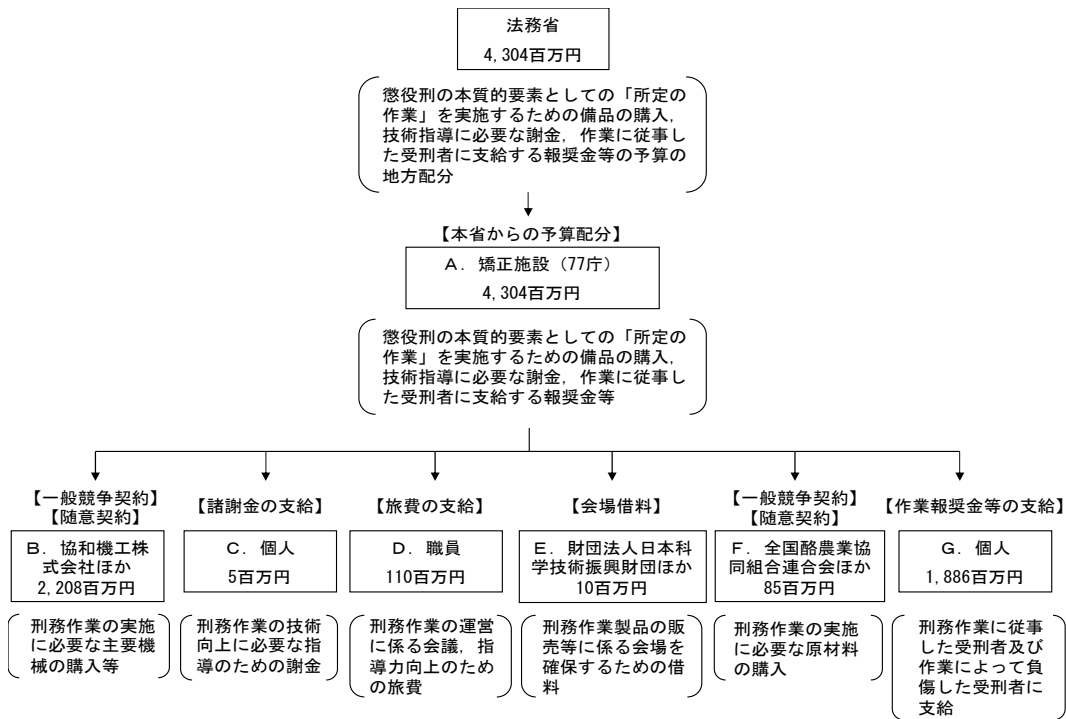 法務省
4,304百万円
懲役刑の本質的要素としての「所定の
作業」を実施するための備品の購入,
技術指導に必要な謝金, 作業に従事し
た受刑者に支給する報奨金等の予算の
地方配分
【本省からの予算配分】
Ａ．矯正施設（77庁）
4,304百万円
懲役刑の本質的要素としての「所定の
作業」を実施するための備品の購入,
技術指導に必要な謝金, 作業に従事し
た受刑者に支給する報奨金等
【一般競争契約】
【随意契約】
Ｂ．協和機工株
式会社ほか
2,208百万円
刑務作業の実施
に必要な主要機
械の購入等
【諸謝金の支給】
Ｃ．個人
5百万円
刑務作業の技術
向上に必要な指
導のための謝金
【旅費の支給】
Ｄ．職員
110百万円
刑務作業の運営
に係る会議, 指
導力向上のため
の旅費
【会場借料】
Ｅ．財団法人日本科
学技術振興財団ほか
10百万円
刑務作業製品の販
売等に係る会場を
確保するための借
料
【一般競争契約】
【随意契約】
Ｆ．全国酪農業協
同組合連合会ほか
85百万円
刑務作業の実施
に必要な原材料
の購入
【作業報奨金等の支給】
Ｇ．個人
1,886百万円
刑務作業に従事
した受刑者及び
作業によって負
傷した受刑者に
支給